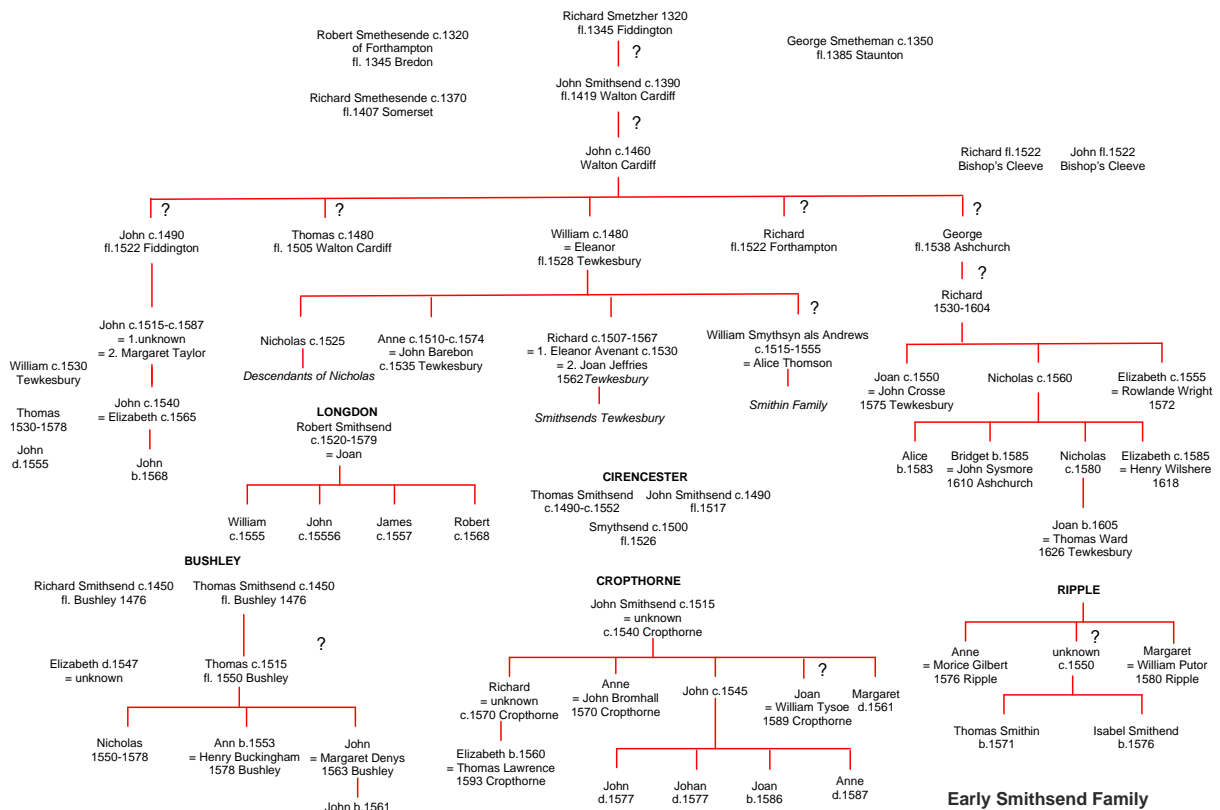 Richard Smetzher 1320
fl.1345 Fiddington
Robert Smethesende c.1320
of Forthampton
fl. 1345 Bredon
?
George Smetheman c.1350
fl.1385 Staunton
John Smithsend c.1390
fl.1419 Walton Cardiff
Richard Smethesende c.1370
fl.1407 Somerset
?
John c.1460
Walton Cardiff
Richard fl.1522
Bishop's Cleeve
John fl.1522
Bishop's Cleeve
?
?
?
?
John c.1490
fl.1522 Fiddington
Thomas c.1480
fl. 1505 Walton Cardiff
William c.1480
= Eleanor
fl.1528 Tewkesbury
Richard
fl.1522 Forthampton
George
fl.1538 Ashchurch
?
Richard
1530-1604
?
John c.1515-c.1587
= 1.unknown
= 2. Margaret Taylor
Nicholas c.1525
Descendants of Nicholas
Anne c.1510-c.1574
= John Barebon
c.1535 Tewkesbury
Richard c.1507-1567
= 1. Eleanor Avenant c.1530
= 2. Joan Jeffries
1562Tewkesbury
Smithsends Tewkesbury
William Smythsyn als Andrews
c.1515-1555
= Alice Thomson
Smithin Family
William c.1530
Tewkesbury
Thomas
1530-1578
John
d.1555
John c.1540
= Elizabeth c.1565
John
b.1568
Joan c.1550
= John Crosse
1575 Tewkesbury
Nicholas c.1560
Elizabeth c.1555
= Rowlande Wright
1572
Alice
b.1583
Bridget b.1585
= John Sysmore
1610 Ashchurch
Nicholas
c.1580
Elizabeth c.1585
= Henry Wilshere
1618
Joan b.1605
= Thomas Ward
1626 Tewkesbury
LONGDON
Robert Smithsend
c.1520-1579
= Joan
William
c.1555
John
c.15556
James
c.1557
Robert
c.1568
CIRENCESTER
Thomas Smithsend
c.1490-c.1552
John Smithsend c.1490
fl.1517
Smythsend c.1500
fl.1526
BUSHLEY
Richard Smithsend c.1450
fl. Bushley 1476
Thomas Smithsend c.1450
fl. Bushley 1476
?
Elizabeth d.1547
= unknown
Thomas c.1515
fl. 1550 Bushley
Nicholas
1550-1578
Ann b.1553
= Henry Buckingham
1578 Bushley
John
= Margaret Denys
1563 Bushley
John b.1561
CROPTHORNE
John Smithsend c.1515
= unknown
c.1540 Cropthorne
Richard
= unknown
c.1570 Cropthorne
Anne
= John Bromhall
1570 Cropthorne
John c.1545
?
Joan
= William Tysoe
1589 Cropthorne
Margaret
d.1561
Elizabeth b.1560
= Thomas Lawrence
1593 Cropthorne
John
d.1577
Johan
d.1577
Joan
b.1586
Anne
d.1587
RIPPLE
Anne
= Morice Gilbert
1576 Ripple
?
unknown
c.1550
Margaret
= William Putor
1580 Ripple
Thomas Smithin
b.1571
Isabel Smithend
b.1576
Early Smithsend Family